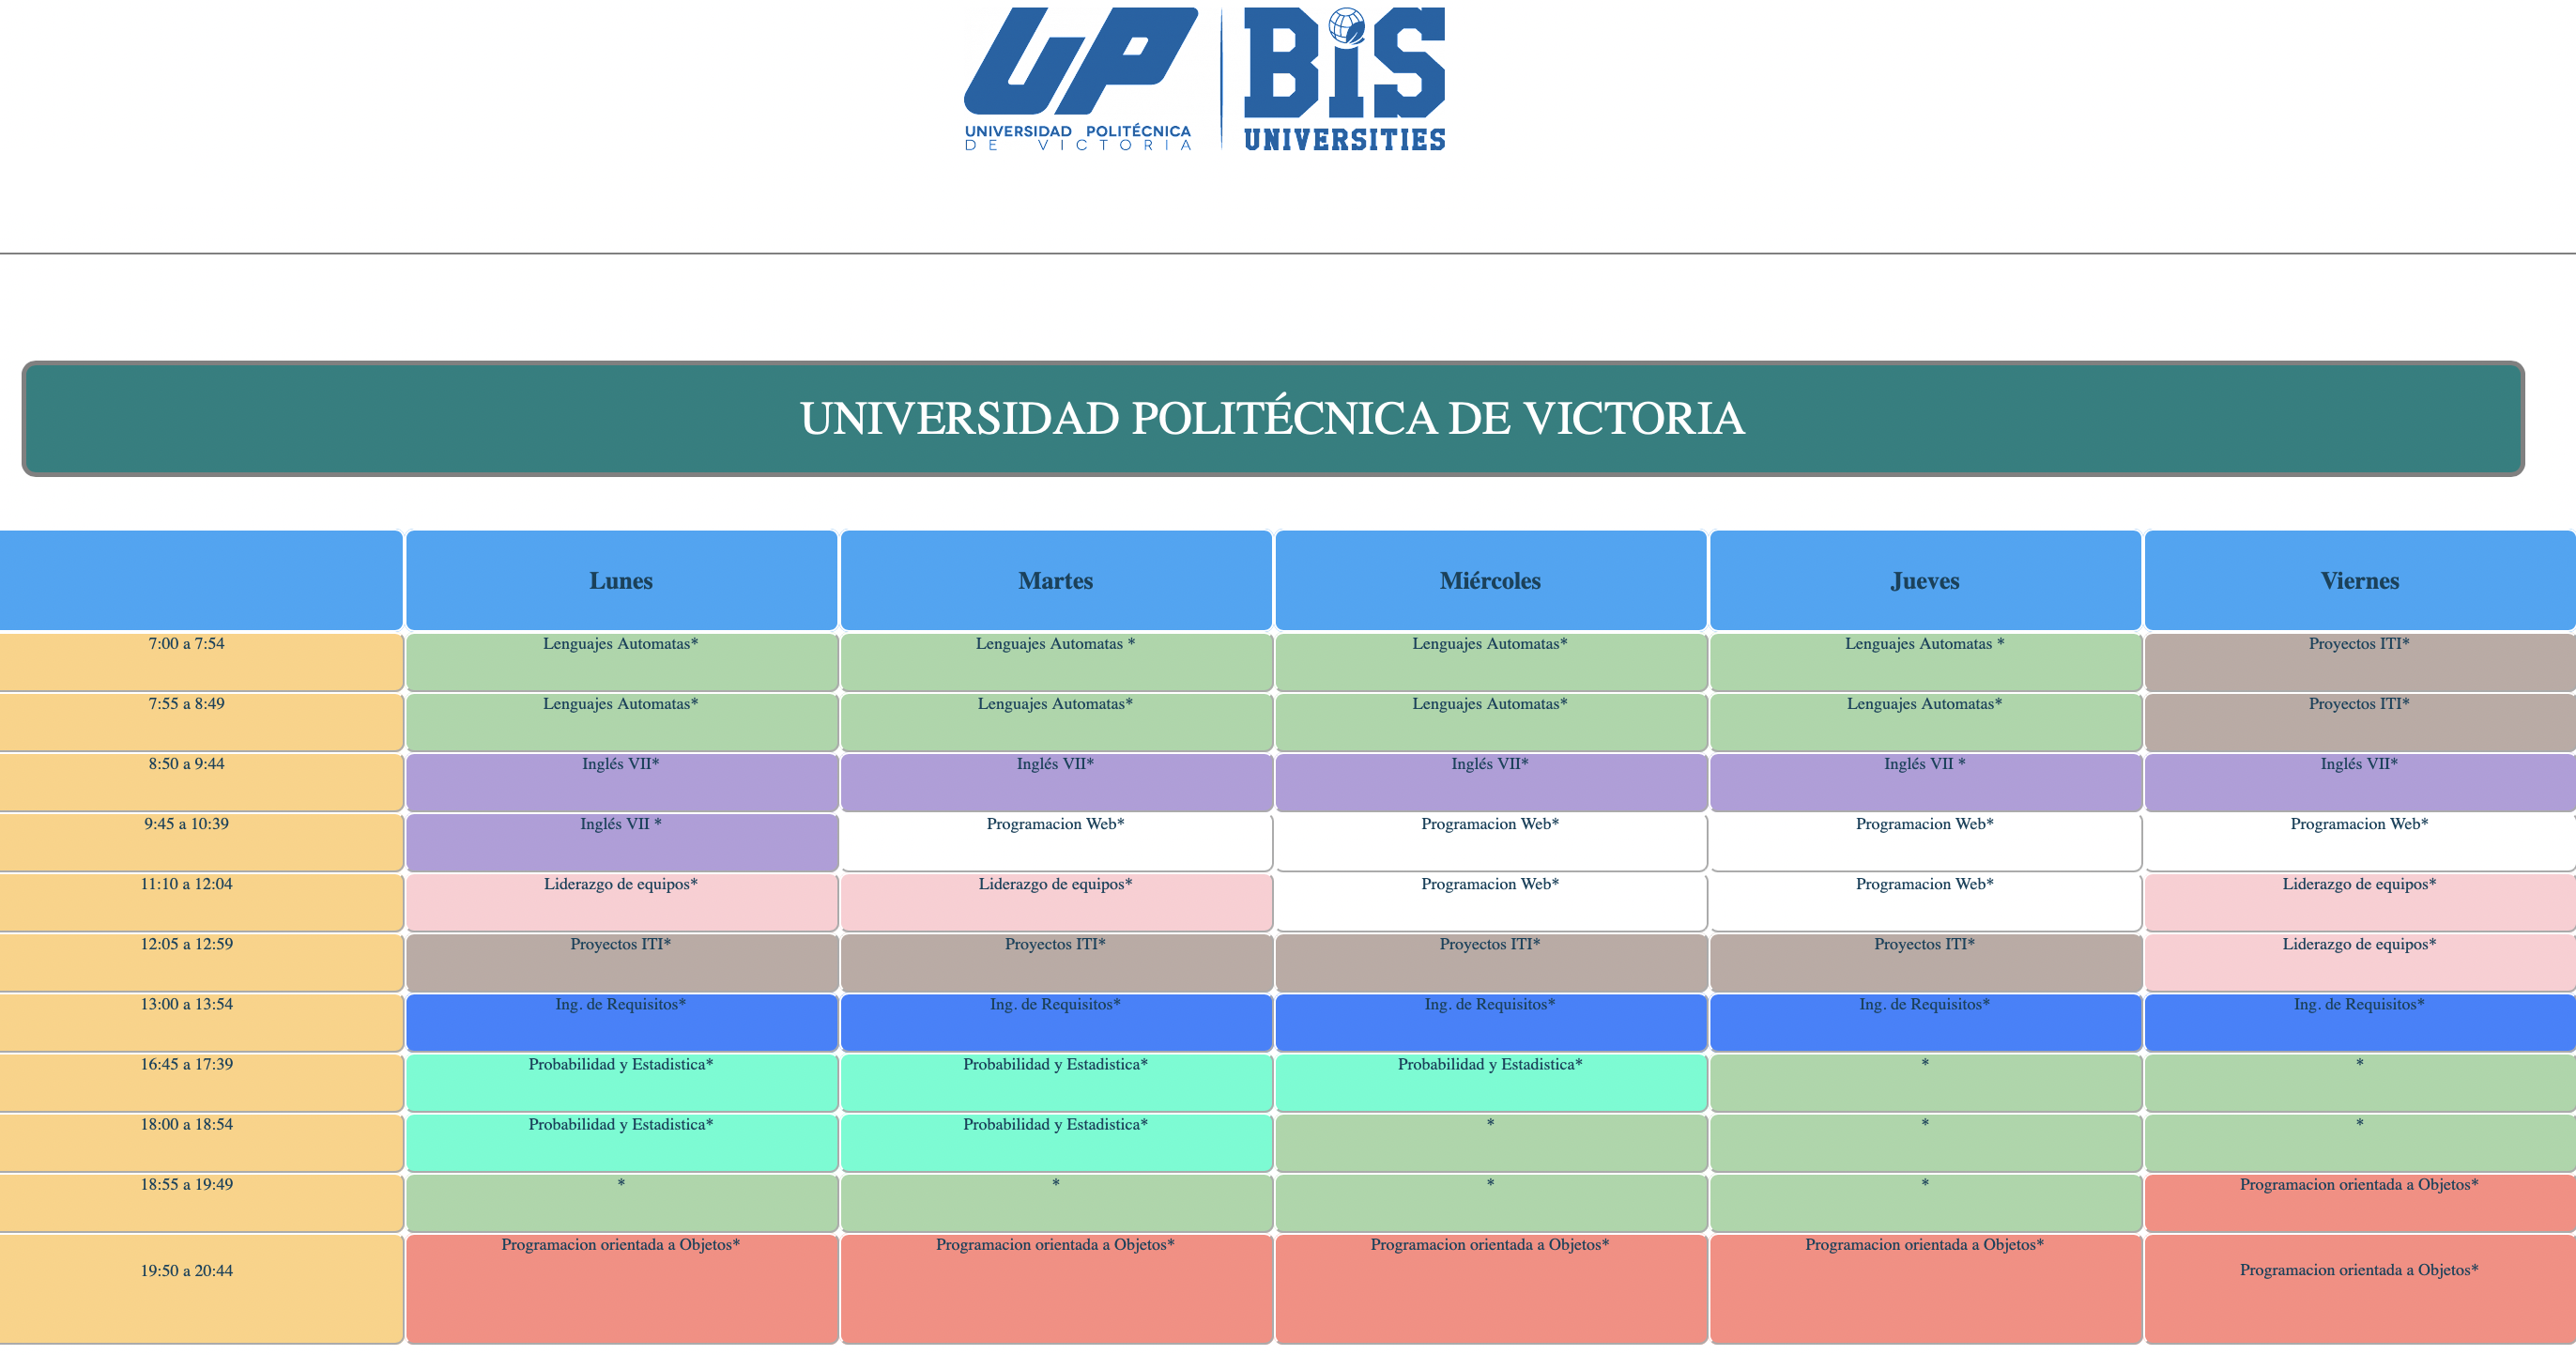 UP BiS
UNIVERSIDAD POLITÉCNICA UNIVERSITIES
DE VICTORIA
UNIVERSIDAD POLITÉCNICA DE VICTORIA
Lunes Martes Miércoles Jueves Viernes
7:00 a 7:54 Lenguajes Automatas* Lenguajes Automatas * Lenguajes Automatas* Lenguajes Automatas * Proyectos ITI*
7:55 a 8:49 Lenguajes Automatas* Lenguajes Automatas* Lenguajes Automatas* Lenguajes Automatas* Proyectos ITI*
8:50 a 9:44 Inglés VII* Inglés VII* Inglés VII* Inglés VII * Inglés VII*
9:45 a 10:39 Inglés VII * Programacion Web* Programacion Web* Programacion Web* Programacion Web*
11:10 a 12:04 Liderazgo de equipos* Liderazgo de equipos* Programacion Web* Programacion Web* Liderazgo de equipos*
12:05 a 12:59 Proyectos ITI* Proyectos ITI* Proyectos ITI* Proyectos ITI* Liderazgo de equipos*
13:00 a 13:54 Ing. de Requisitos* Ing. de Requisitos* Ing. de Requisitos* Ing. de Requisitos* Ing. de Requisitos*
16:45 a 17:39 Probabilidad y Estadistica* Probabilidad y Estadistica* Probabilidad y Estadistica* * *
18:00 a 18:54 Probabilidad y Estadistica* Probabilidad y Estadistica* * * *
18:55 a 19:49 * * * * Programacion orientada a Objetos*
19:50 a 20:44 Programacion orientada a Objetos* Programacion orientada a Objetos* Programacion orientada a Objetos* Programacion orientada a Objetos* Programacion orientada a Objetos*